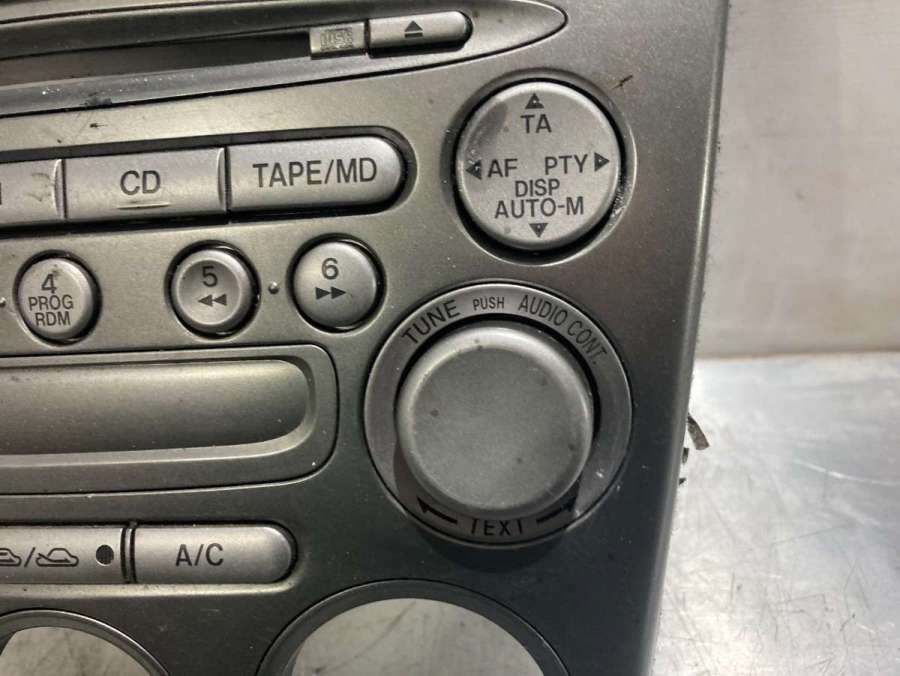 CD
TAPE/MD
TA
AF PTY
DISP
AUTO-M
4
PROG
RDM
5
6
TUNE PUSH AUDIO CONT.
TEXT
A/C